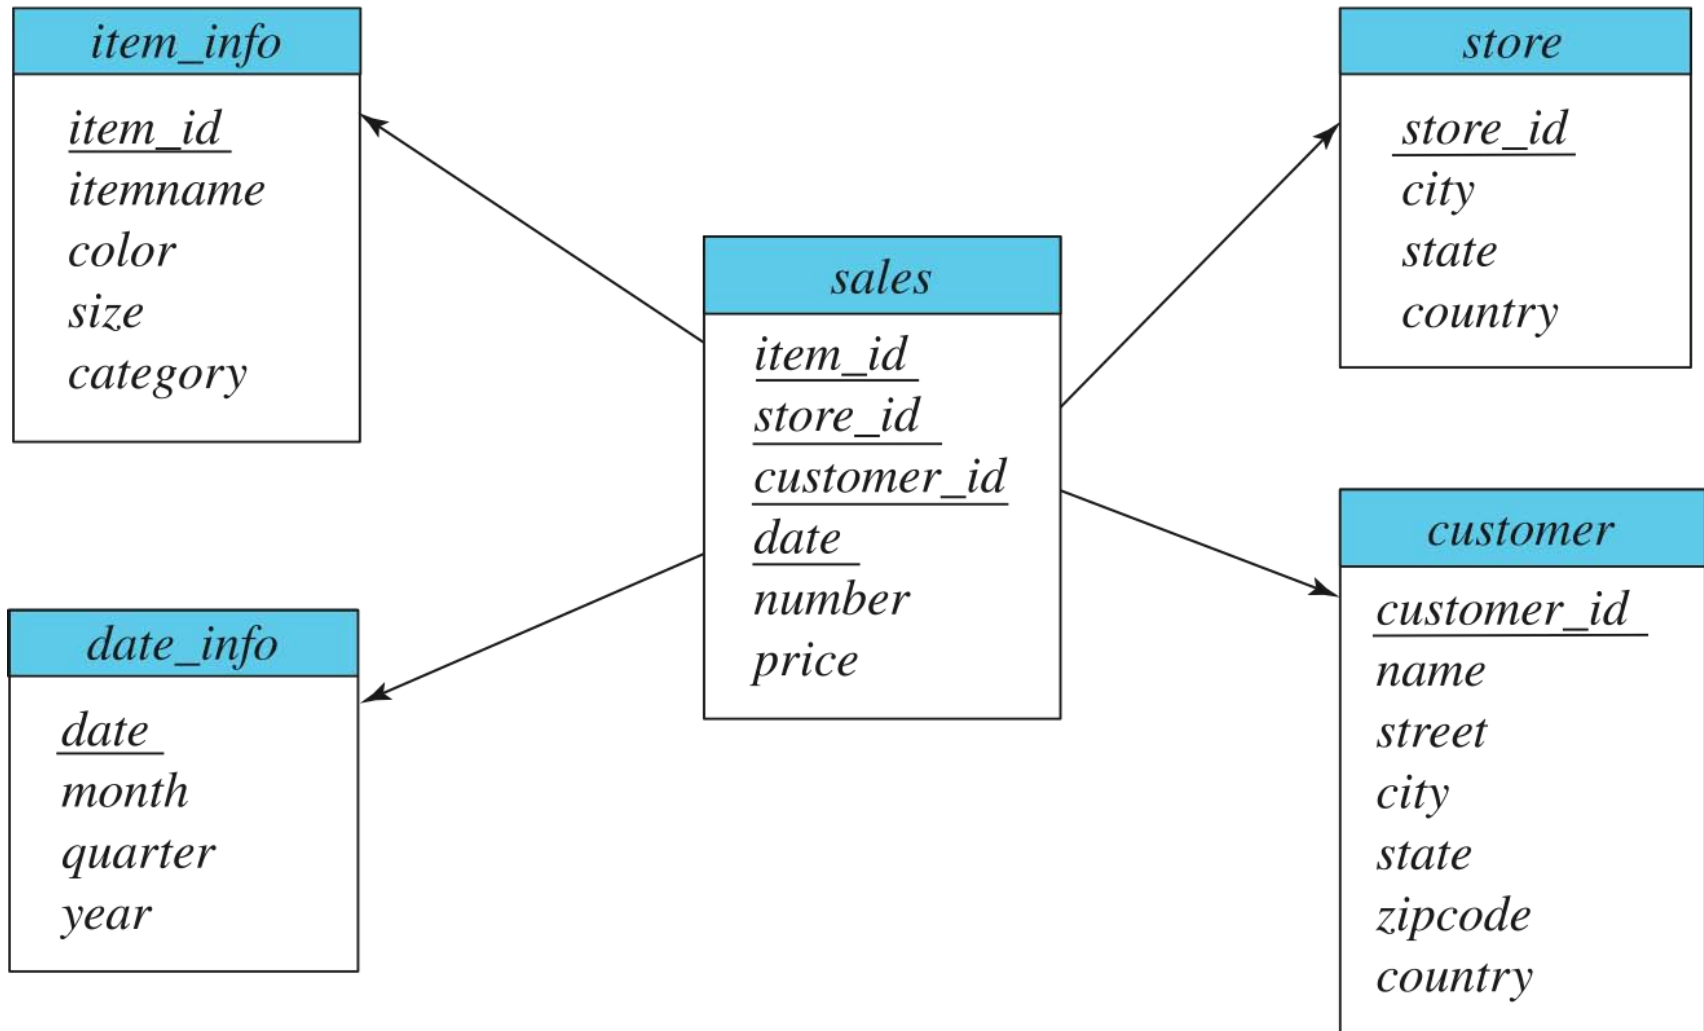 item_info
item_id
itemname
color
size
category
store
store_id
city
state
country
sales
item_id
store_id
customer_id
date
number
price
date_info
date
month
quarter
year
customer
customer_id
name
street
city
state
zipcode
country